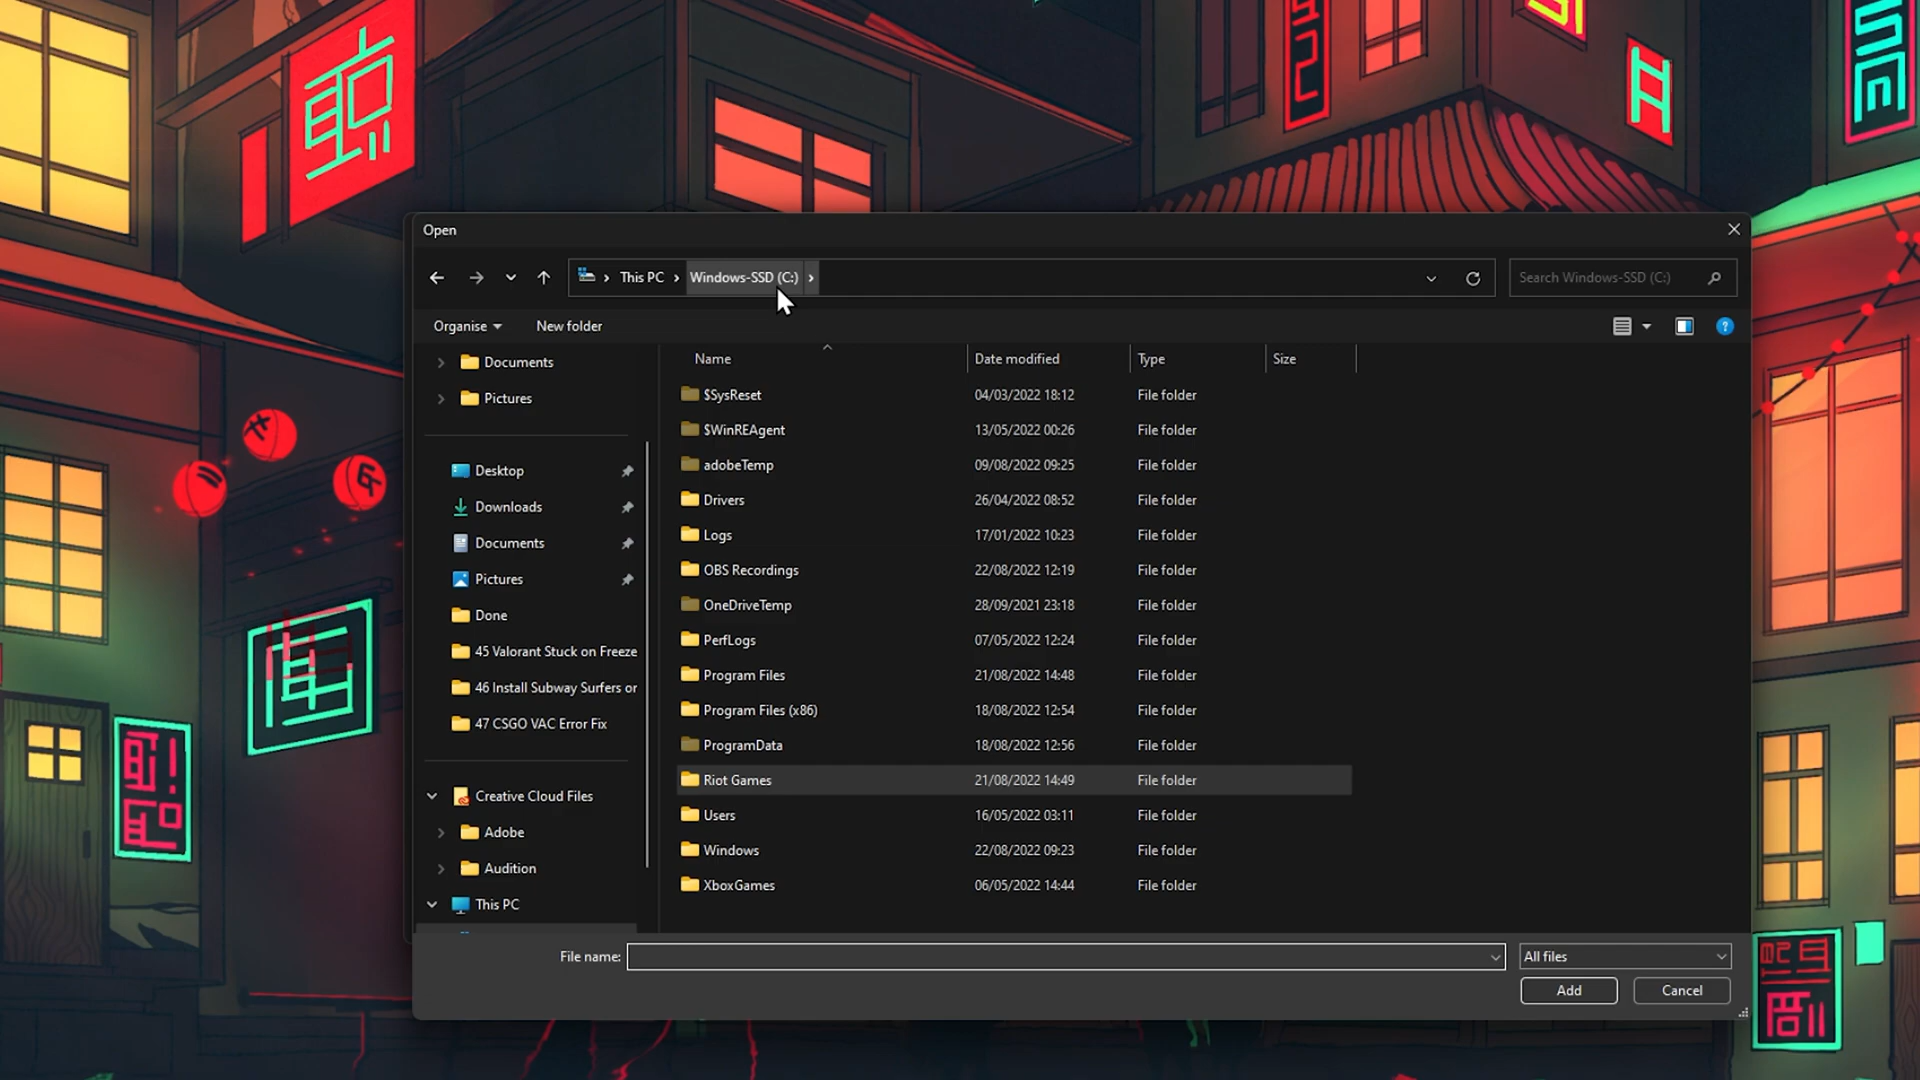 Open
This PC
Windows-SSD (C:)
Search Windows-SSD (C:)
Organise
New folder
Documents
Pictures
Desktop
Downloads
Documents
Pictures
Done
45 Valorant Stuck on Freeze
46 Install Subway Surfers or
47 CSGO VAC Error Fix
Creative Cloud Files
Adobe
Audition
This PC
Name Date modified Type Size
$SysReset 04/03/2022 18:12 File folder
$WinREAgent 13/05/2022 00:26 File folder
adobeTemp 09/08/2022 09:25 File folder
Drivers 26/04/2022 08:52 File folder
Logs 17/01/2022 10:23 File folder
OBS Recordings 22/08/2022 12:19 File folder
OneDriveTemp 28/09/2021 23:18 File folder
PerfLogs 07/05/2022 12:24 File folder
Program Files 21/08/2022 14:48 File folder
Program Files (x86) 18/08/2022 12:54 File folder
ProgramData 18/08/2022 12:56 File folder
Riot Games 21/08/2022 14:49 File folder
Users 16/05/2022 03:11 File folder
Windows 22/08/2022 09:23 File folder
XboxGames 06/05/2022 14:44 File folder
File name:
All files
Add
Cancel